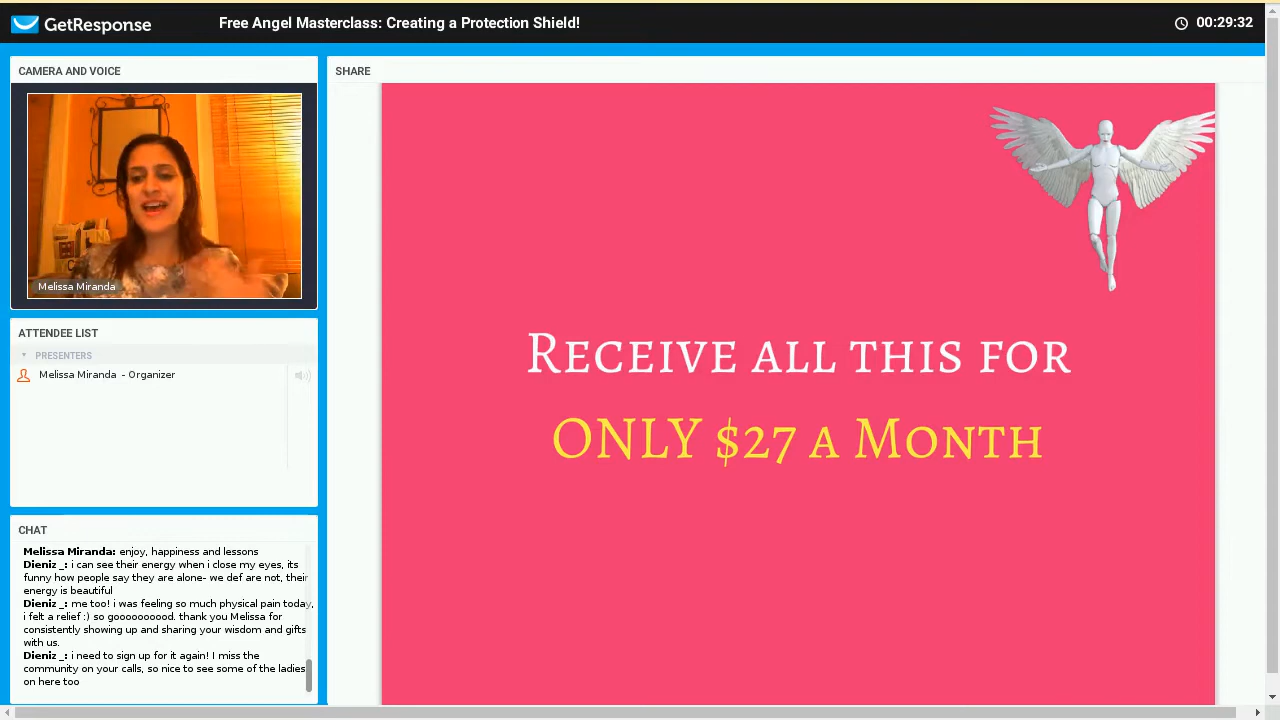 GetResponse
Free Angel Masterclass: Creating a Protection Shield!
00:29:32
CAMERA AND VOICE
Melissa Miranda
ATTENDEE LIST
PRESENTERS
Melissa Miranda - Organizer
CHAT
Melissa Miranda: enjoy, happiness and lessons
Dieniz _: i can see their energy when i close my eyes, its
funny how people say they are alone- we def are not, their
energy is beautiful
Dieniz _: me too! i was feeling so much physical pain today,
i felt a relief :) so goooooooood. thank you Melissa for
consistently showing up and sharing your wisdom and gifts
with us.
Dieniz _: i need to sign up for it again! I miss the
community on your calls, so nice to see some of the ladies
on here too
SHARE
Receive all this for
ONLY $27 a Month